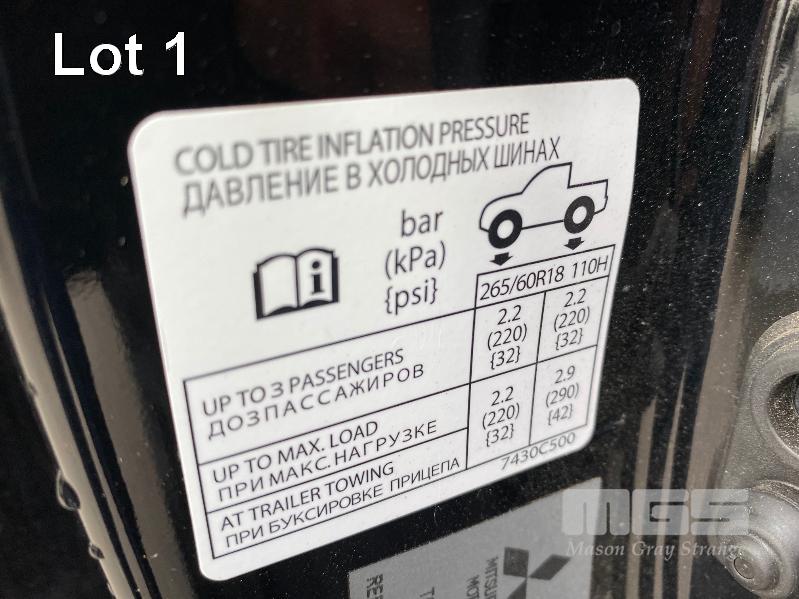 Lot 1
COLD TIRE INFLATION PRESSURE
ДАВЛЕНИЕ В ХОЛОДНЫХ ШИНАХ
bar
(kPa)
{psi}
265/60R18 110H
UP TO 3 PASSENGERS
ДО 3 ПАССАЖИРОВ
2.2 2.2
(220) (220)
{32} {32}
UP TO MAX. LOAD
ПРИ МАКС. НАГРУЗКЕ
AT TRAILER TOWING
ПРИ БУКСИРОВКЕ ПРИЦЕПА
2.2 2.9
(220) (290)
{32} {42}
7430C500
MGS
Mason Gray Strange